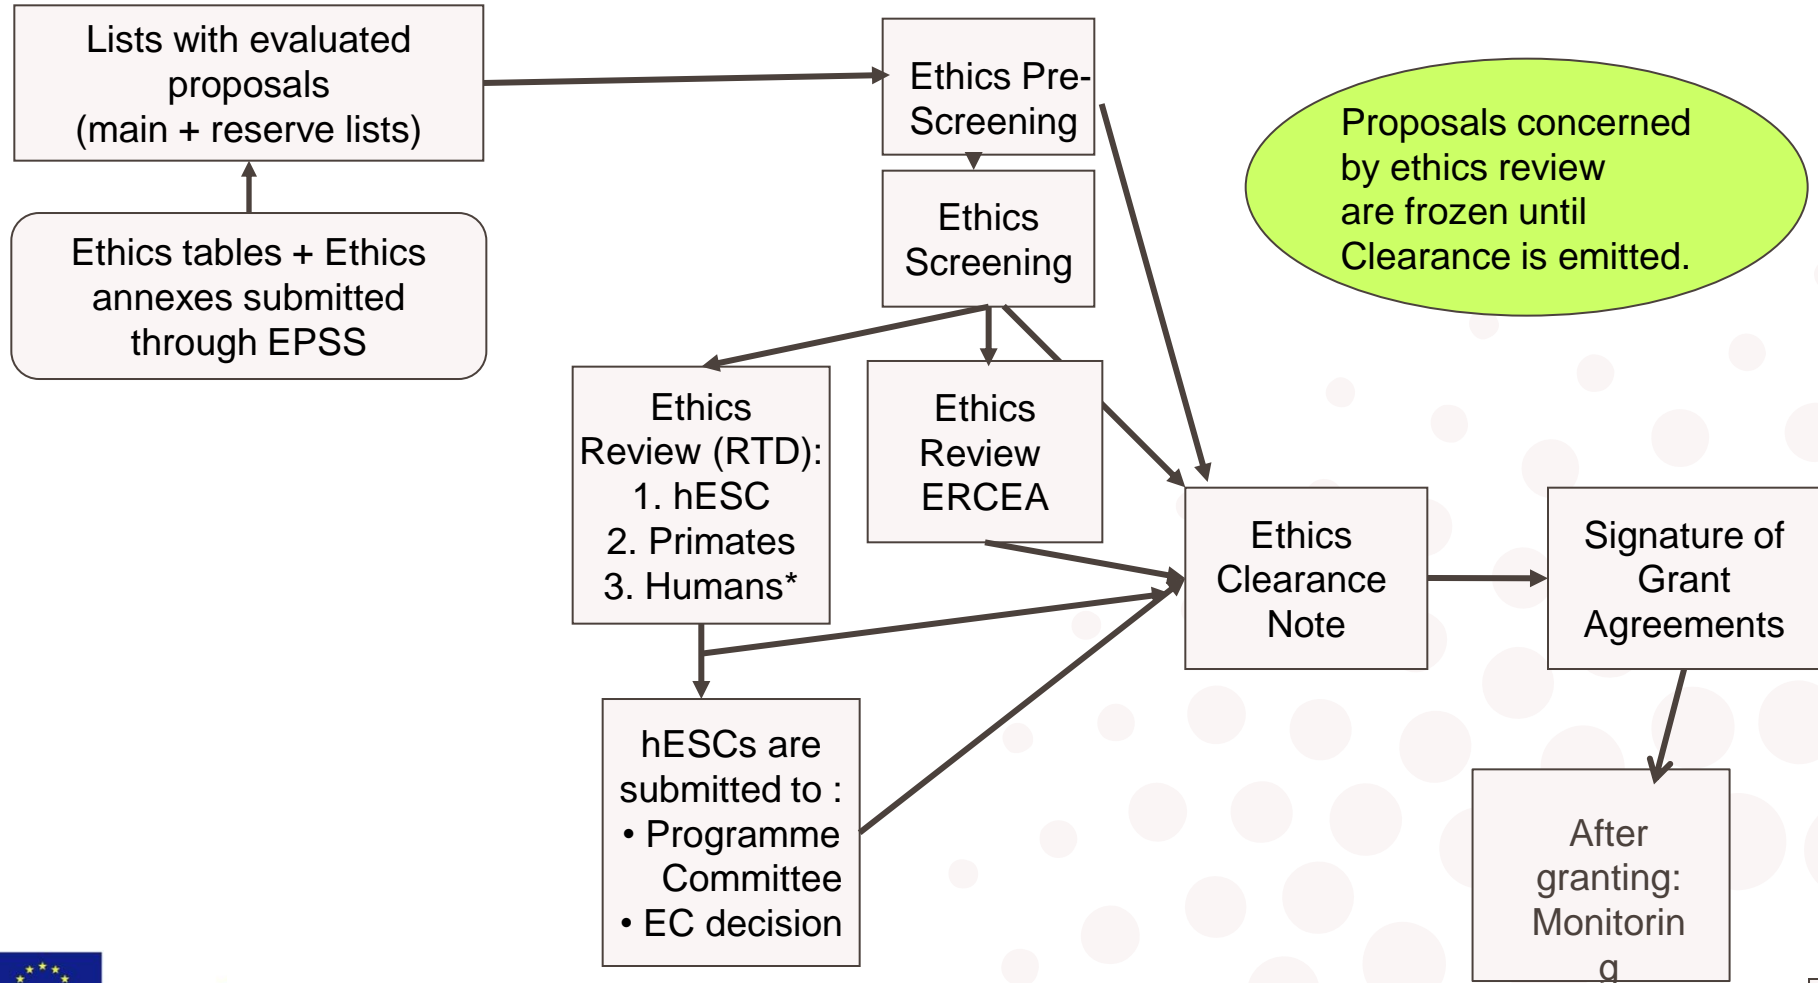 Lists with evaluated
proposals
(main + reserve lists)
Ethics tables + Ethics
annexes submitted
through EPSS
Ethics Pre-
Screening
Ethics
Screening
Proposals concerned
by ethics review
are frozen until
Clearance is emitted.
Ethics
Review (RTD):
1. hESC
2. Primates
3. Humans*
Ethics
Review
ERCEA
Ethics
Clearance
Note
Signature of
Grant
Agreements
hESCs are
submitted to :
• Programme
Committee
• EC decision
After
granting:
Monitorin
g